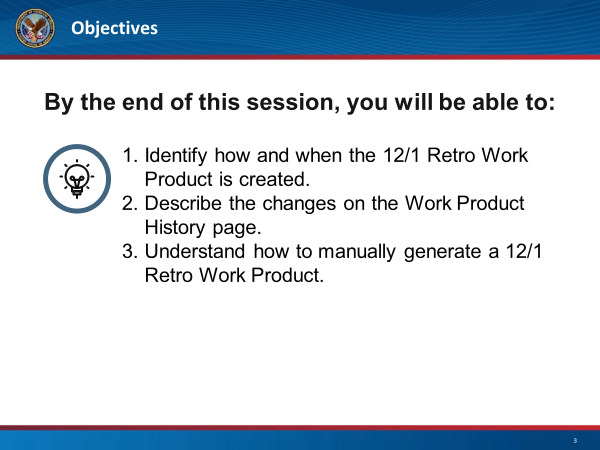 Objectives
By the end of this session, you will be able to:
1. Identify how and when the 12/1 Retro Work
Product is created.
2. Describe the changes on the Work Product
History page.
3. Understand how to manually generate a 12/1
Retro Work Product.
3